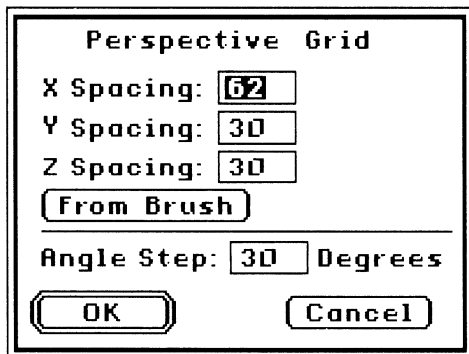 Perspective Grid
X Spacing: 62
Y Spacing: 30
Z Spacing: 30
From Brush
Angle Step: 30 Degrees
OK Cancel